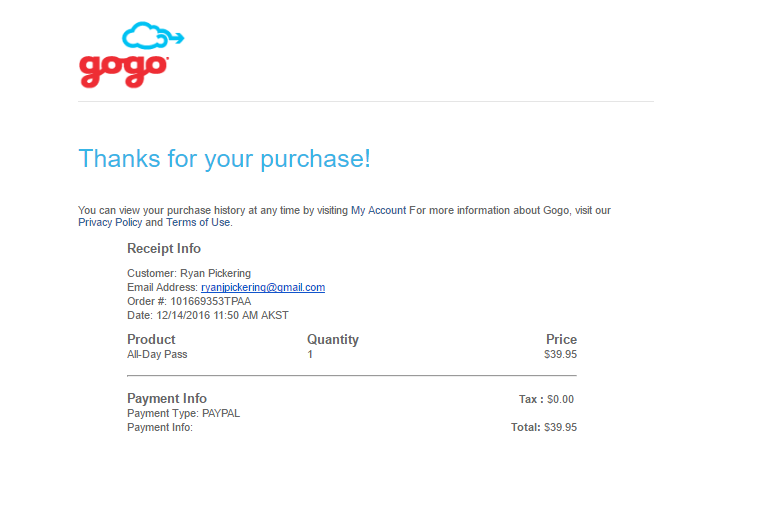 gogo
Thanks for your purchase!
You can view your purchase history at any time by visiting My Account For more information about Gogo, visit our
Privacy Policy and Terms of Use.
Receipt Info
Customer: Ryan Pickering
Email Address: ryanjpickering@gmail.com
Order #: 101669353TPAA
Date: 12/14/2016 11:50 AM AKST
Product Quantity Price
All-Day Pass 1 $39.95
Payment Info Tax : $0.00
Payment Type: PAYPAL
Payment Info: Total: $39.95